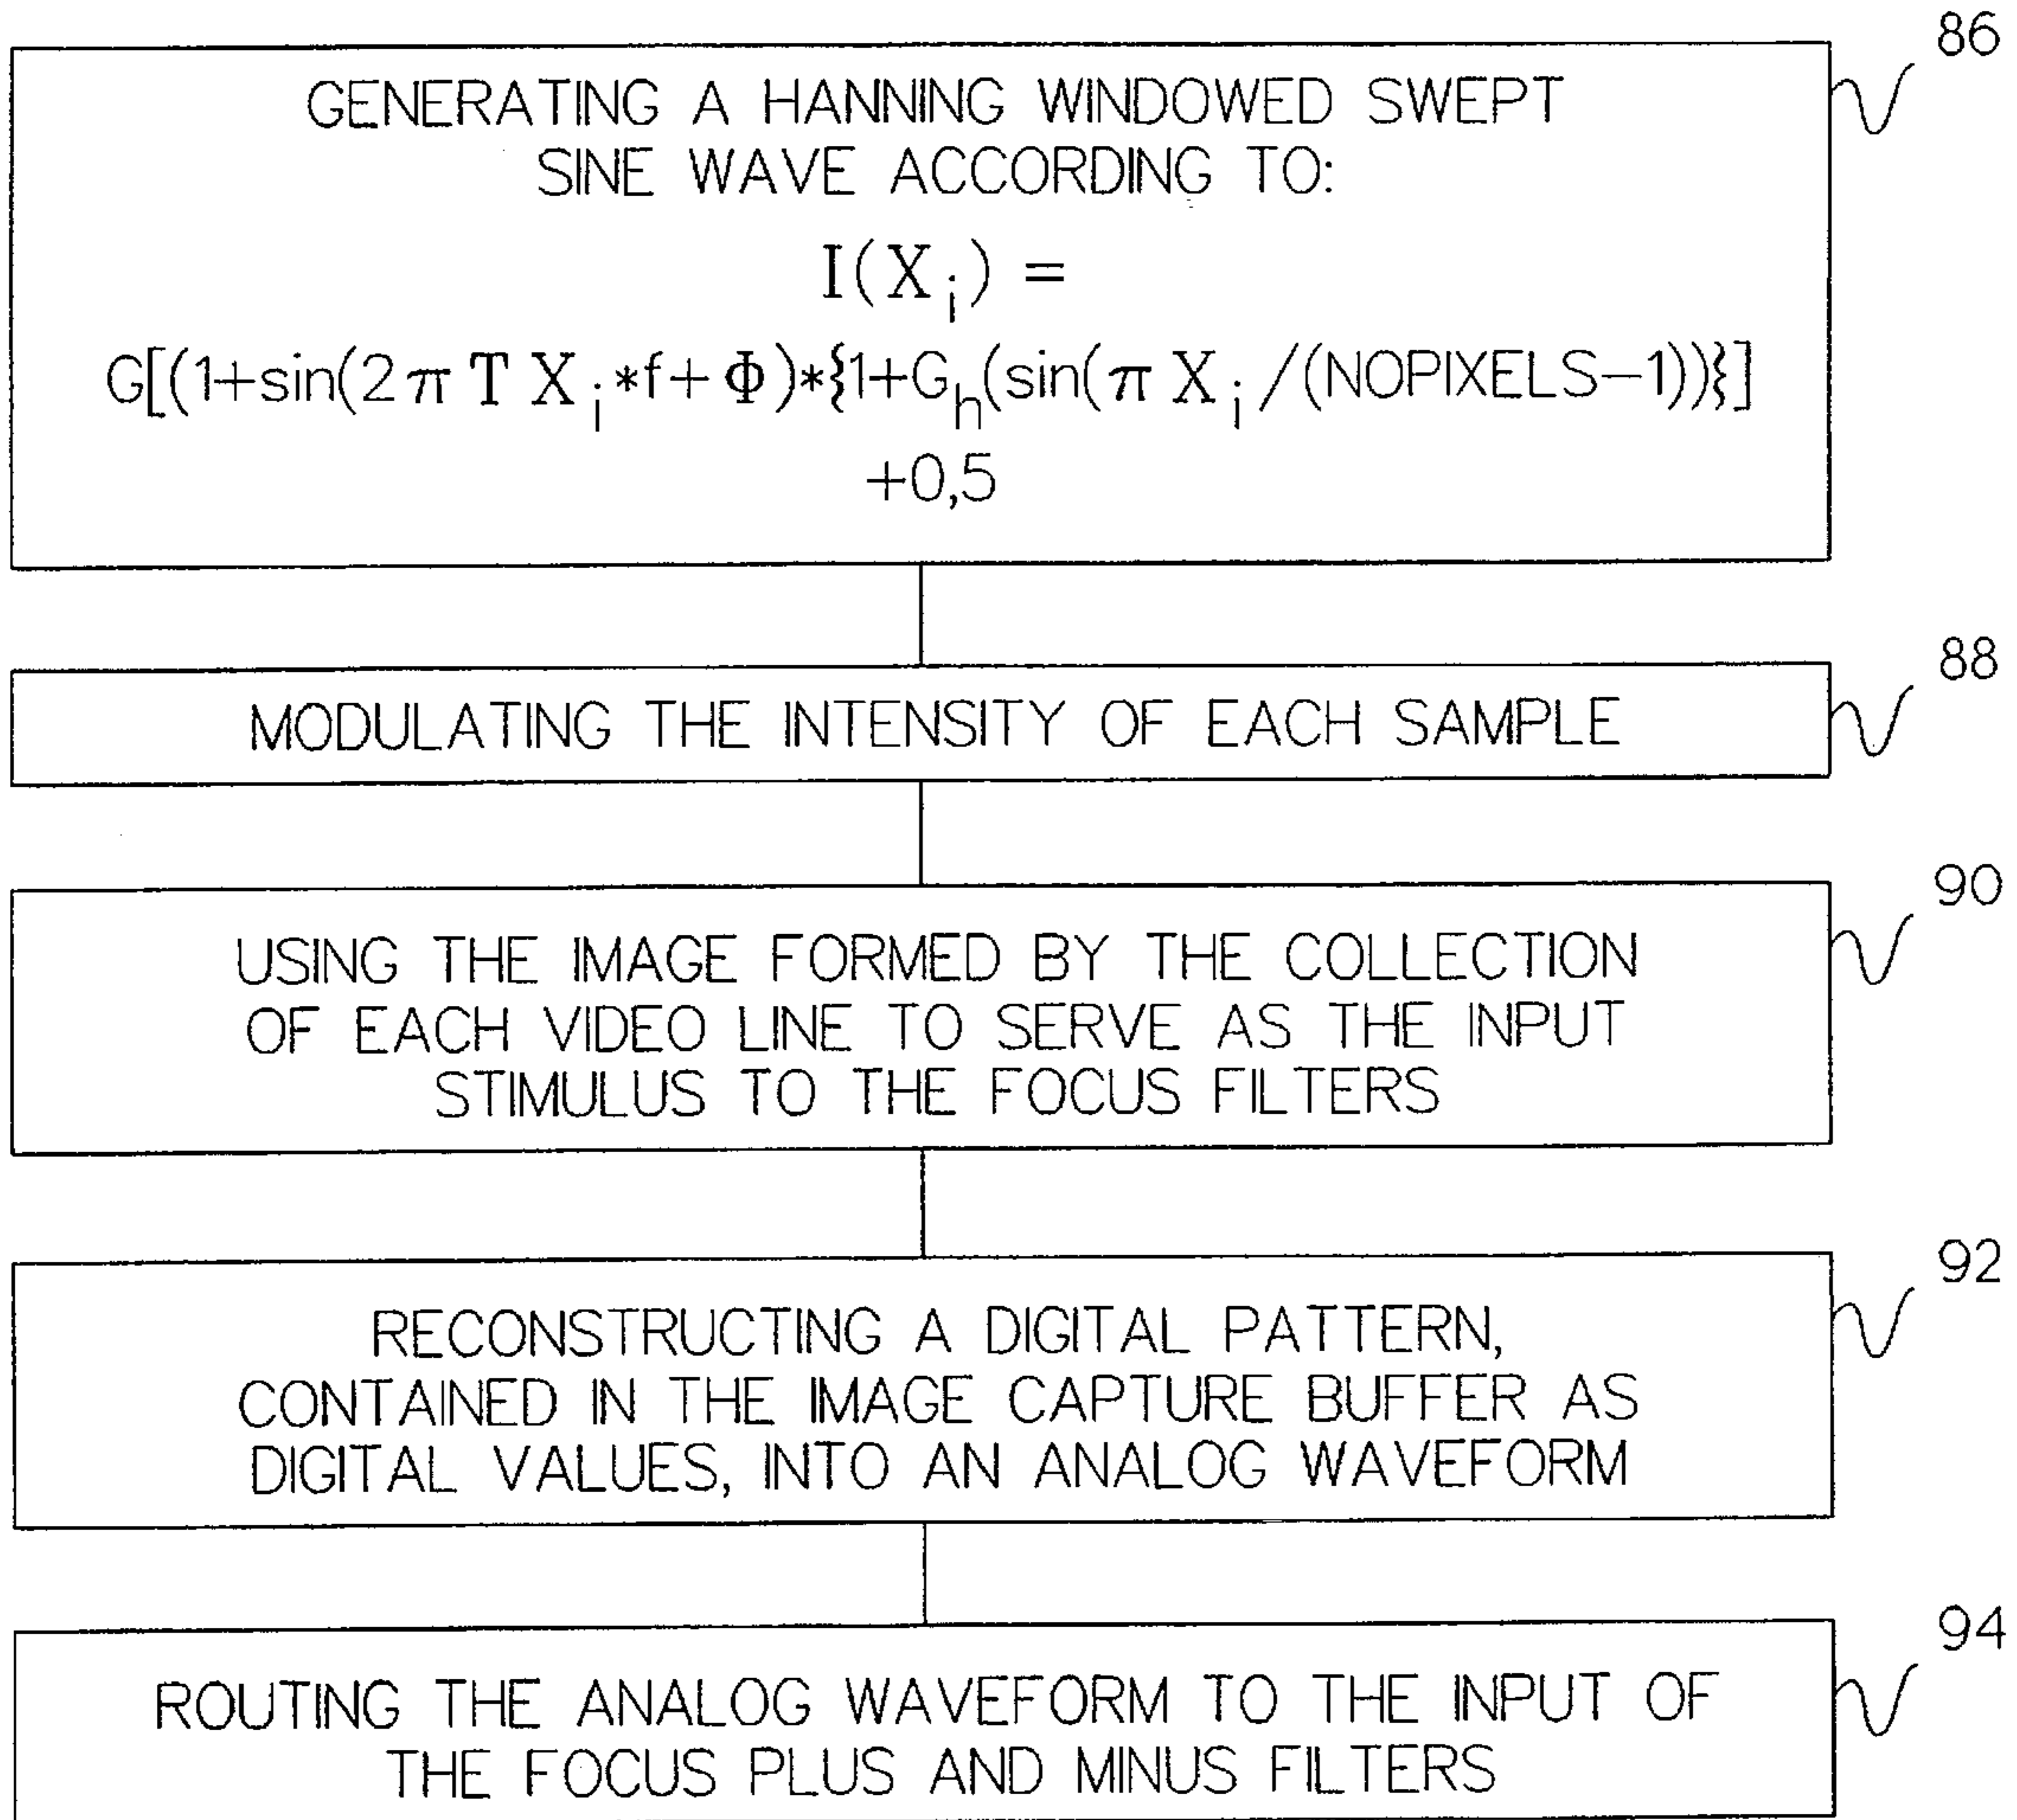 86
GENERATING A HANNING WINDOWED SWEPT
SINE WAVE ACCORDING TO:
I(X_i) =
G[(1+sin(2π T X_i*f+Φ)*{1+G_h(sin(π X_i/(NOPIXELS-1))}]
+0,5
88
MODULATING THE INTENSITY OF EACH SAMPLE
90
USING THE IMAGE FORMED BY THE COLLECTION
OF EACH VIDEO LINE TO SERVE AS THE INPUT
STIMULUS TO THE FOCUS FILTERS
92
RECONSTRUCTING A DIGITAL PATTERN,
CONTAINED IN THE IMAGE CAPTURE BUFFER AS
DIGITAL VALUES, INTO AN ANALOG WAVEFORM
94
ROUTING THE ANALOG WAVEFORM TO THE INPUT OF
THE FOCUS PLUS AND MINUS FILTERS